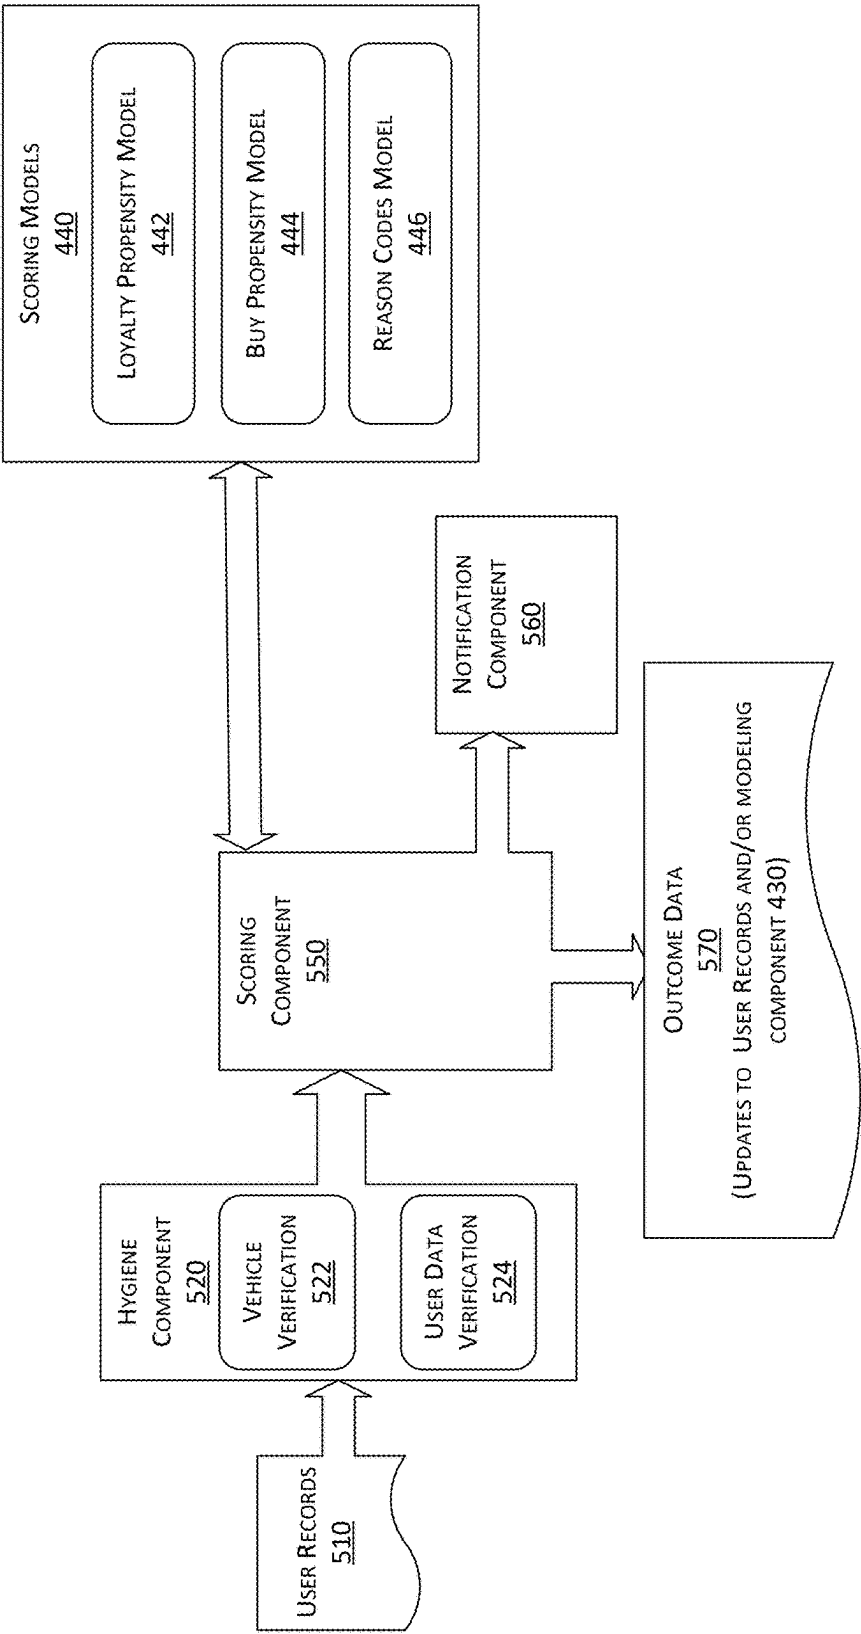 User Records
510
Hygiene
Component
520
Vehicle
Verification
522
User Data
Verification
524
Scoring
Component
550
Scoring Models
440
Loyalty Propensity Model
442
Buy Propensity Model
444
Reason Codes Model
446
Notification
Component
560
Outcome Data
570
(Updates to User Records and/or modeling
component 430)